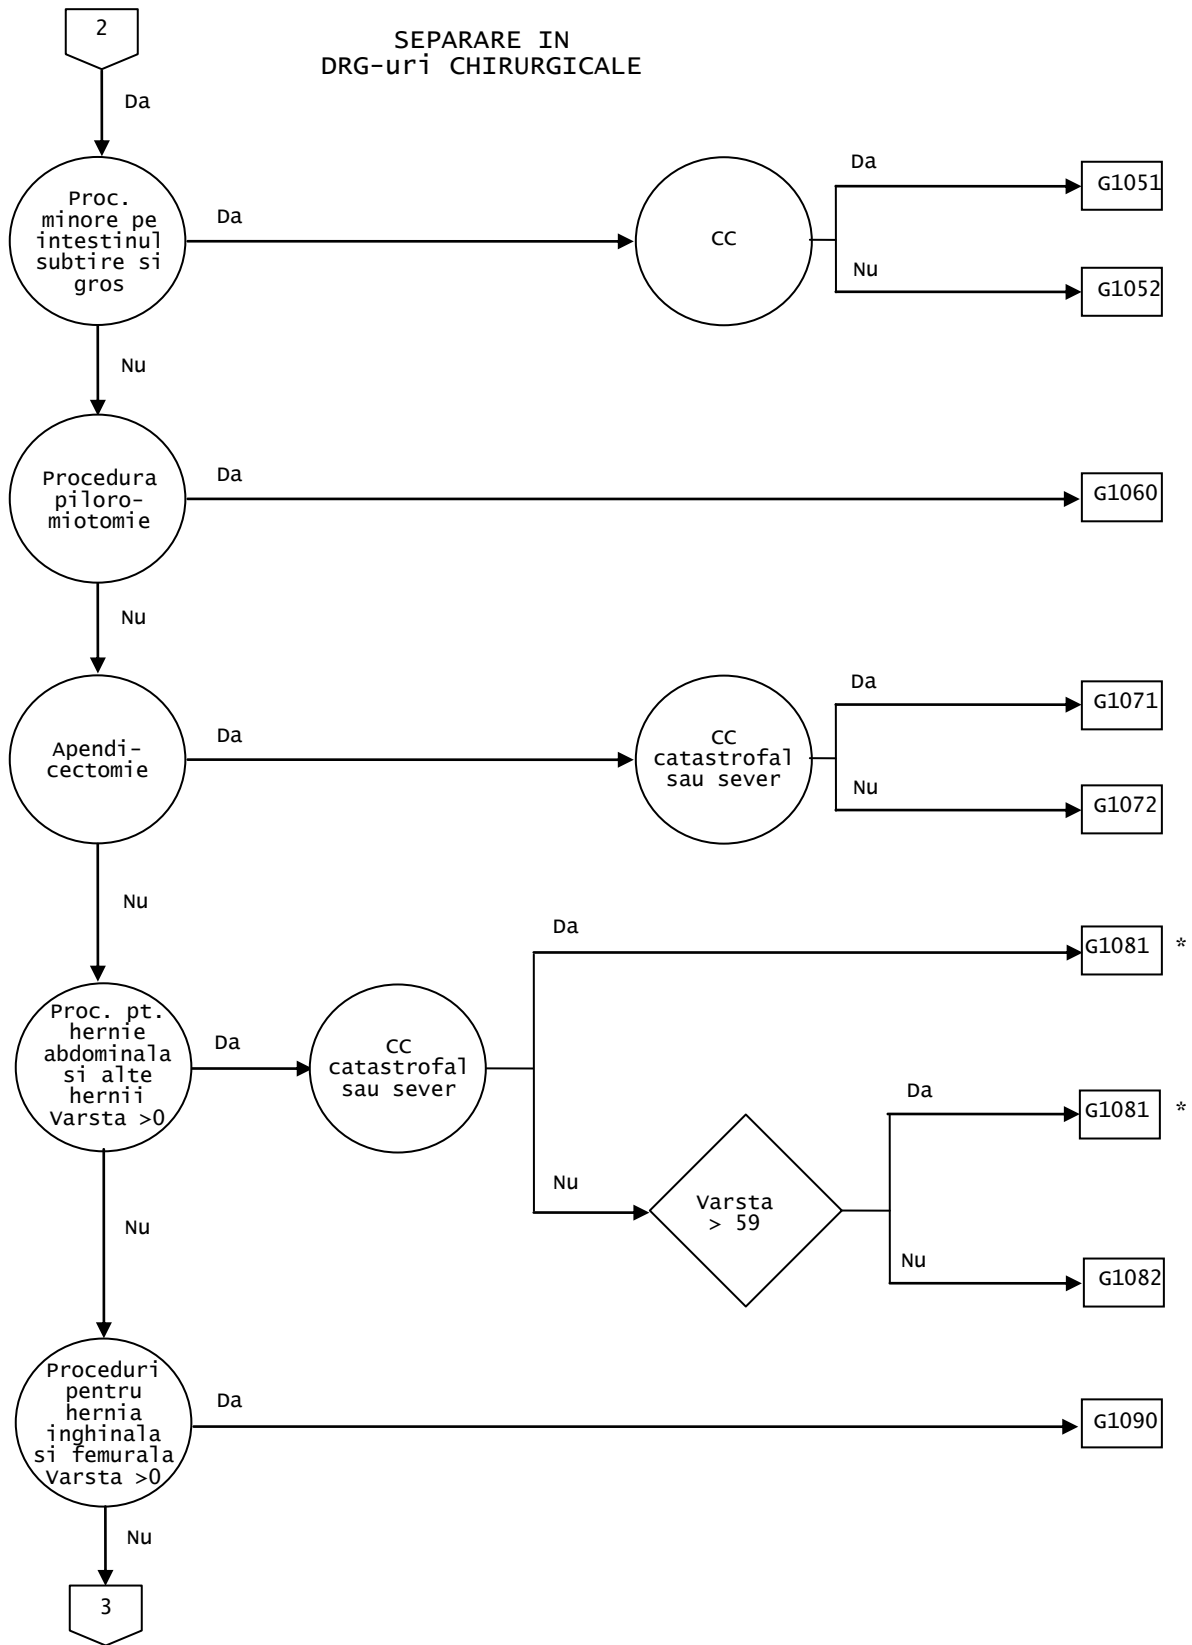 2
SEPARARE IN
DRG-uri CHIRURGICALE
Da
Proc.
minore pe
intestinul
subtire si
gros
Da
CC
Da
G1051
Nu
G1052
Nu
Procedura
piloro-
miotomie
Da
G1060
Nu
Apendi-
cectomie
Da
CC
catastrofal
sau sever
Da
G1071
Nu
G1072
Nu
Proc. pt.
hernie
abdominala
si alte
hernii
Varsta >0
Da
CC
catastrofal
sau sever
Da
G1081 *
Nu
Varsta
> 59
Da
G1081 *
Nu
G1082
Nu
Proceduri
pentru
hernia
inghinala
si femurala
Varsta >0
Da
G1090
Nu
3